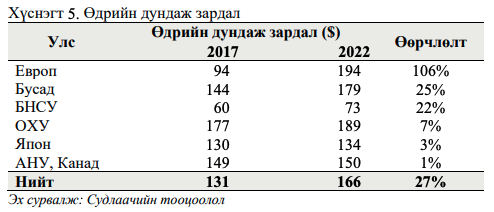 Хүснэгт 5. Өдрийн дундаж зардал
Улс Өдрийн дундаж зардал ($) Өөрчлөлт
2017 2022
Европ 94 194 106%
Бусад 144 179 25%
БНСУ 60 73 22%
ОХУ 177 189 7%
Япон 130 134 3%
АНУ, Канад 149 150 1%
Нийт 131 166 27%
Эх сурвалж: Судлаачийн тооцоолол